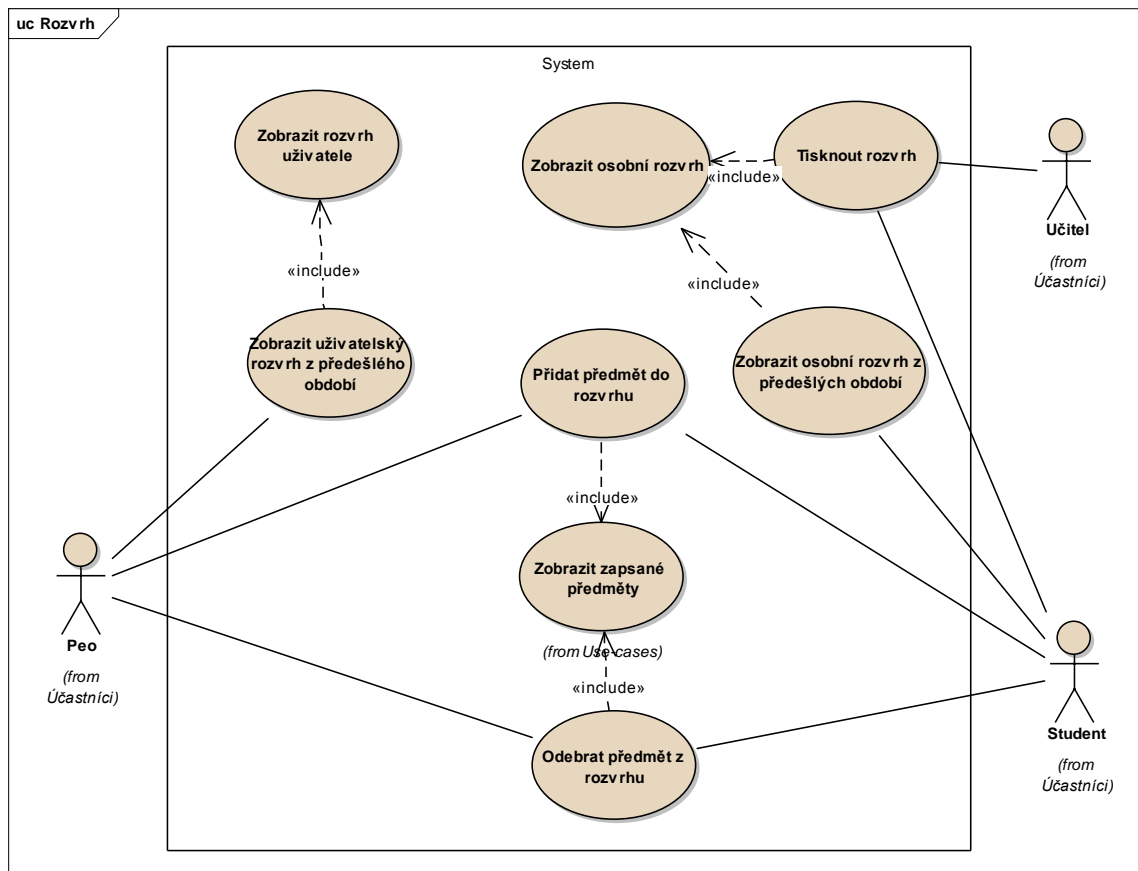 uc Rozvrh
System
Zobrazit rozvrh
uživatele
Zobrazit osobní rozvrh
«include»
Tisknout rozvrh
Učitel
(from
Účastníci)
«include»
«include»
Zobrazit uživatelský
rozvrh z předešlého
období
Přidat předmět do
rozvrhu
Zobrazit osobní rozvrh z
předešlých období
«include»
Zobrazit zapsané
předměty
(from Use-cases)
«include»
Peo
(from
Účastníci)
Odebrat předmět z
rozvrhu
Student
(from
Účastníci)